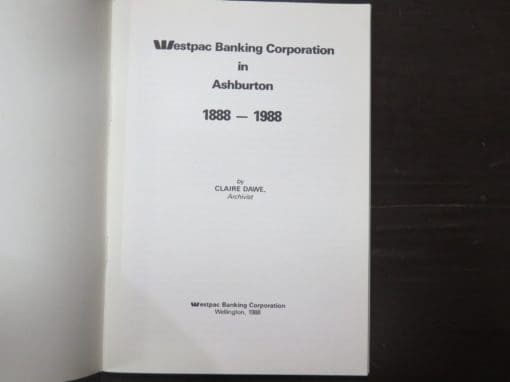 Westpac Banking Corporation
in
Ashburton
1888 — 1988
by
CLAIRE DAWE,
Archivist
Westpac Banking Corporation
Wellington, 1988